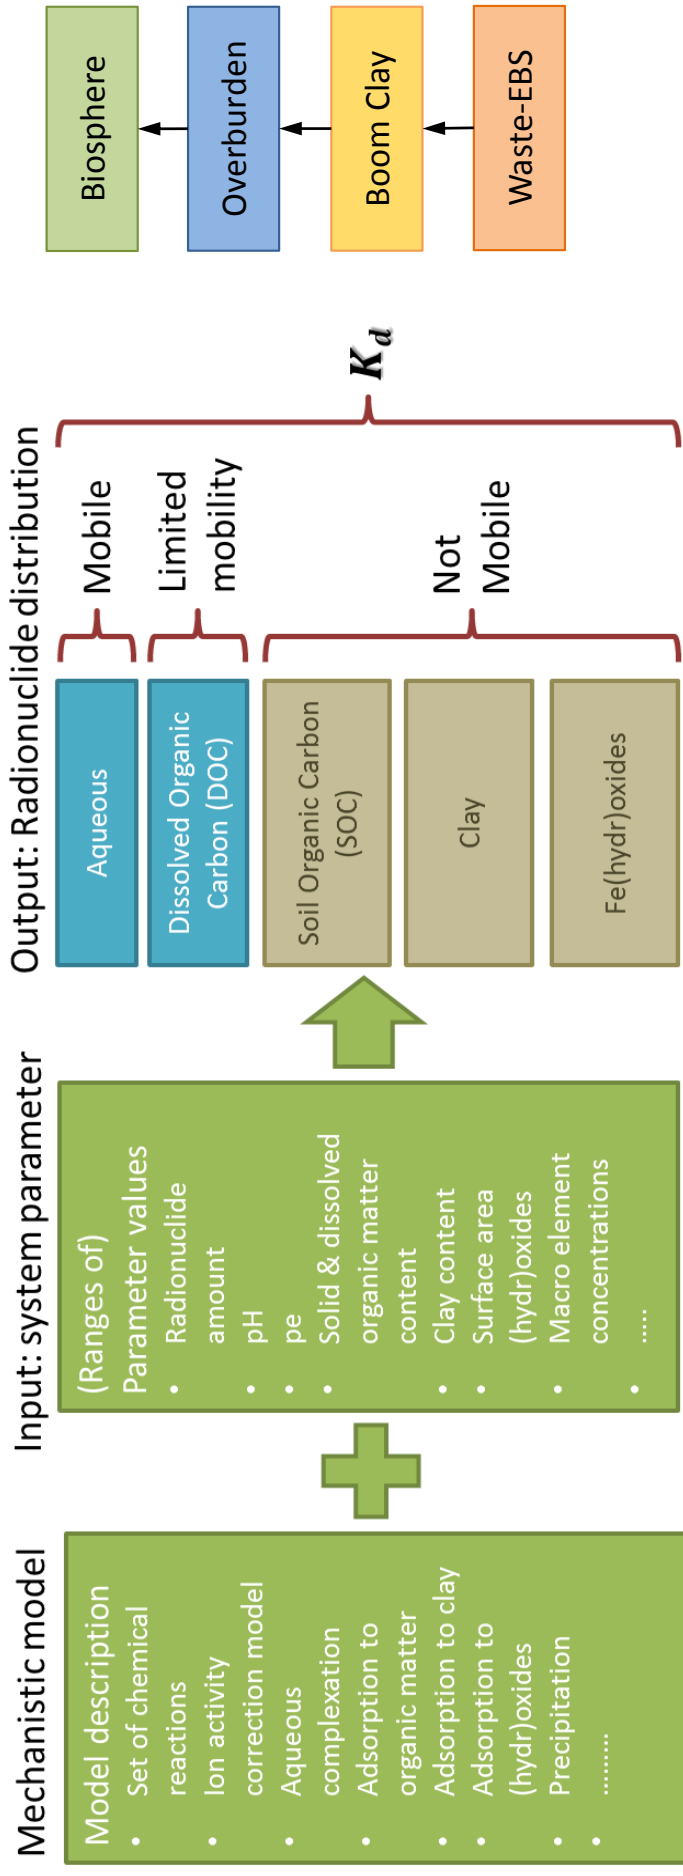 Mechanistic model
Model description
• Set of chemical
reactions
• Ion activity
correction model
• Aqueous
complexation
• Adsorption to
organic matter
• Adsorption to clay
• Adsorption to
(hydr)oxides
• Precipitation
• ........
Input: system parameter
(Ranges of)
Parameter values
• Radionuclide
amount
• pH
• pe
• Solid & dissolved
organic matter
content
• Clay content
• Surface area
(hydr)oxides
• Macro element
concentrations
• .....
Output: Radionuclide distribution
Aqueous
Dissolved Organic
Carbon (DOC)
Soil Organic Carbon
(SOC)
Clay
Fe(hydr)oxides
Mobile
Limited
mobility
Not
Mobile
Kd
Biosphere
Overburden
Boom Clay
Waste-EBS